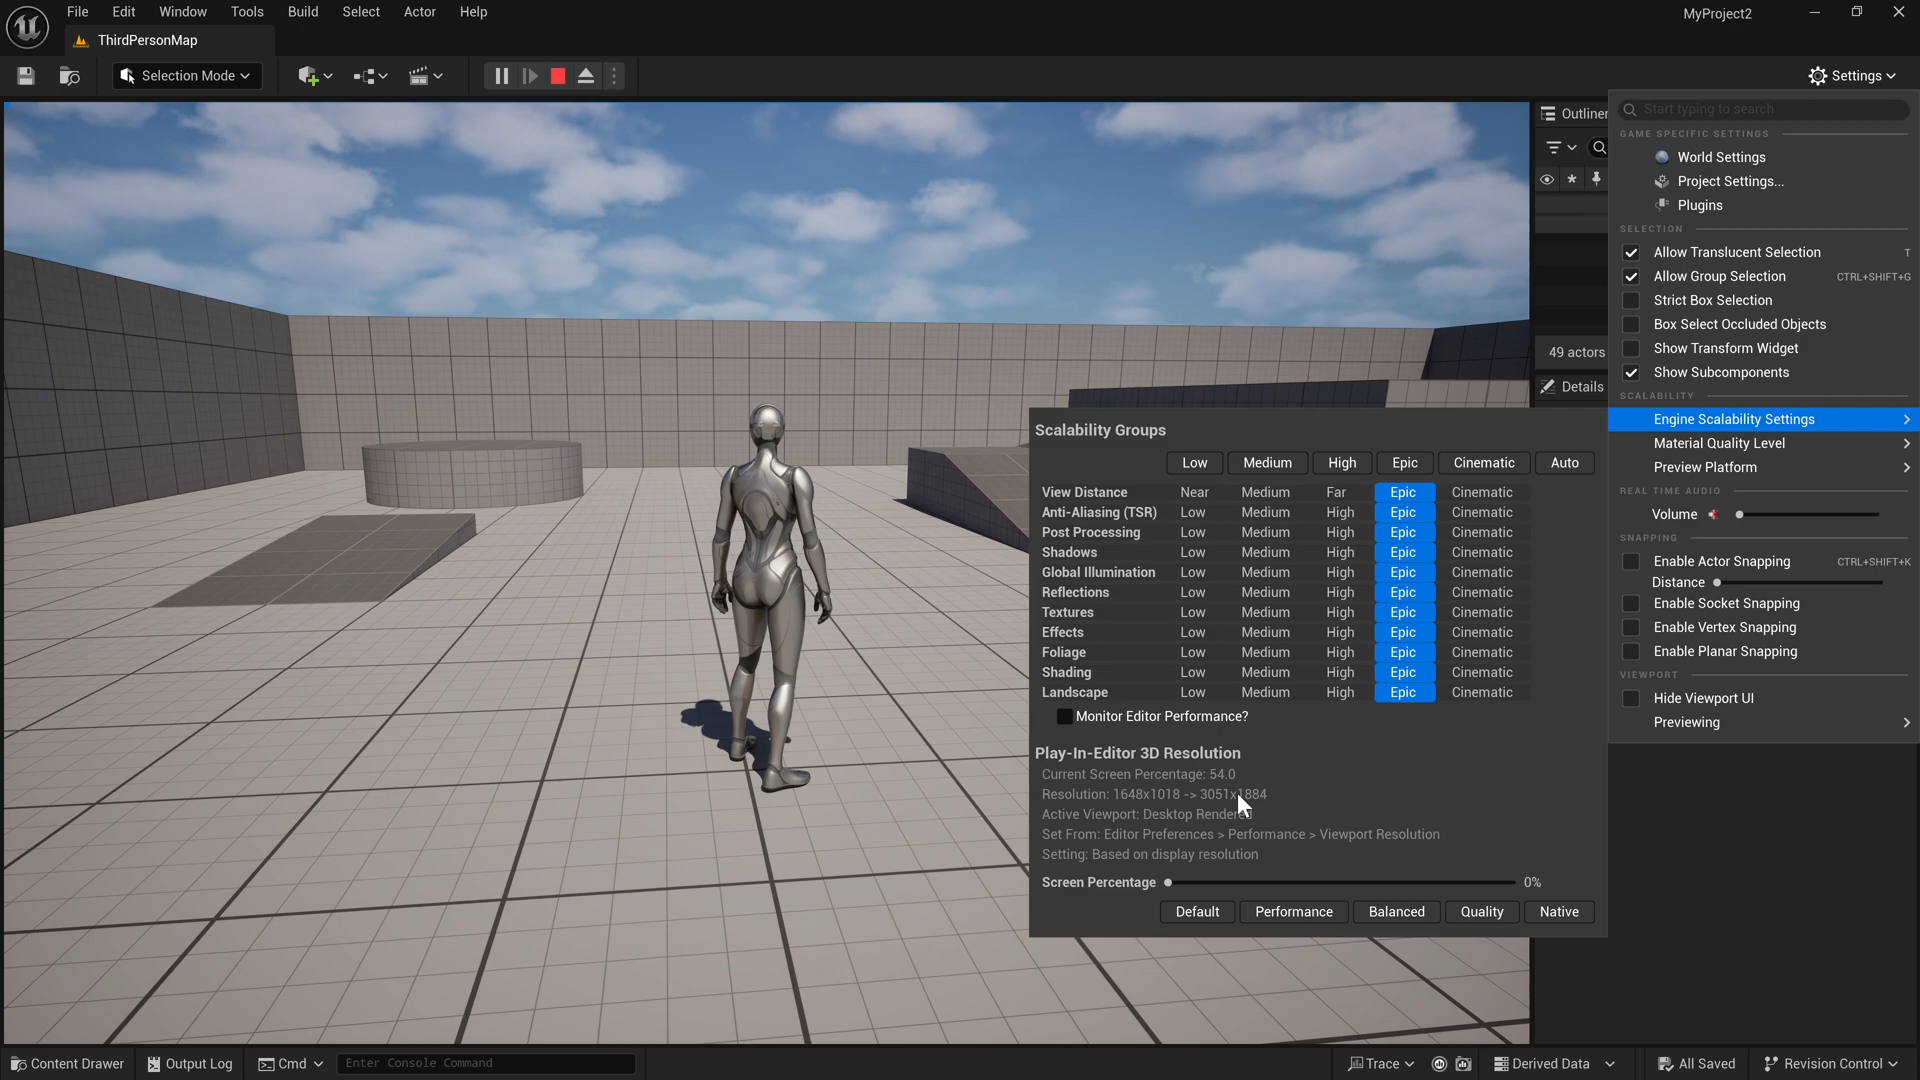 File Edit Window Tools Build Select Actor Help
MyProject2
ThirdPersonMap
Selection Mode
Settings
Outliner
49 actors
Details
Start typing to search
GAME SPECIFIC SETTINGS
World Settings
Project Settings...
Plugins
SELECTION
Allow Translucent Selection T
Allow Group Selection CTRL+SHIFT+G
Strict Box Selection
Box Select Occluded Objects
Show Transform Widget
Show Subcomponents
SCALABILITY
Engine Scalability Settings
Material Quality Level
Preview Platform
REAL TIME AUDIO
Volume
SNAPPING
Enable Actor Snapping CTRL+SHIFT+K
Distance
Enable Socket Snapping
Enable Vertex Snapping
Enable Planar Snapping
VIEWPORT
Hide Viewport UI
Previewing
Scalability Groups
Low Medium High Epic Cinematic Auto
View Distance Near Medium Far Epic Cinematic
Anti-Aliasing (TSR) Low Medium High Epic Cinematic
Post Processing Low Medium High Epic Cinematic
Shadows Low Medium High Epic Cinematic
Global Illumination Low Medium High Epic Cinematic
Reflections Low Medium High Epic Cinematic
Textures Low Medium High Epic Cinematic
Effects Low Medium High Epic Cinematic
Foliage Low Medium High Epic Cinematic
Shading Low Medium High Epic Cinematic
Landscape Low Medium High Epic Cinematic
Monitor Editor Performance?
Play-In-Editor 3D Resolution
Current Screen Percentage: 54.0
Resolution: 1648x1018 -> 3051x1884
Active Viewport: Desktop Rendered
Set From: Editor Preferences > Performance > Viewport Resolution
Setting: Based on display resolution
Screen Percentage 0%
Default Performance Balanced Quality Native
Content Drawer Output Log Cmd Enter Console Command Trace Derived Data All Saved Revision Control